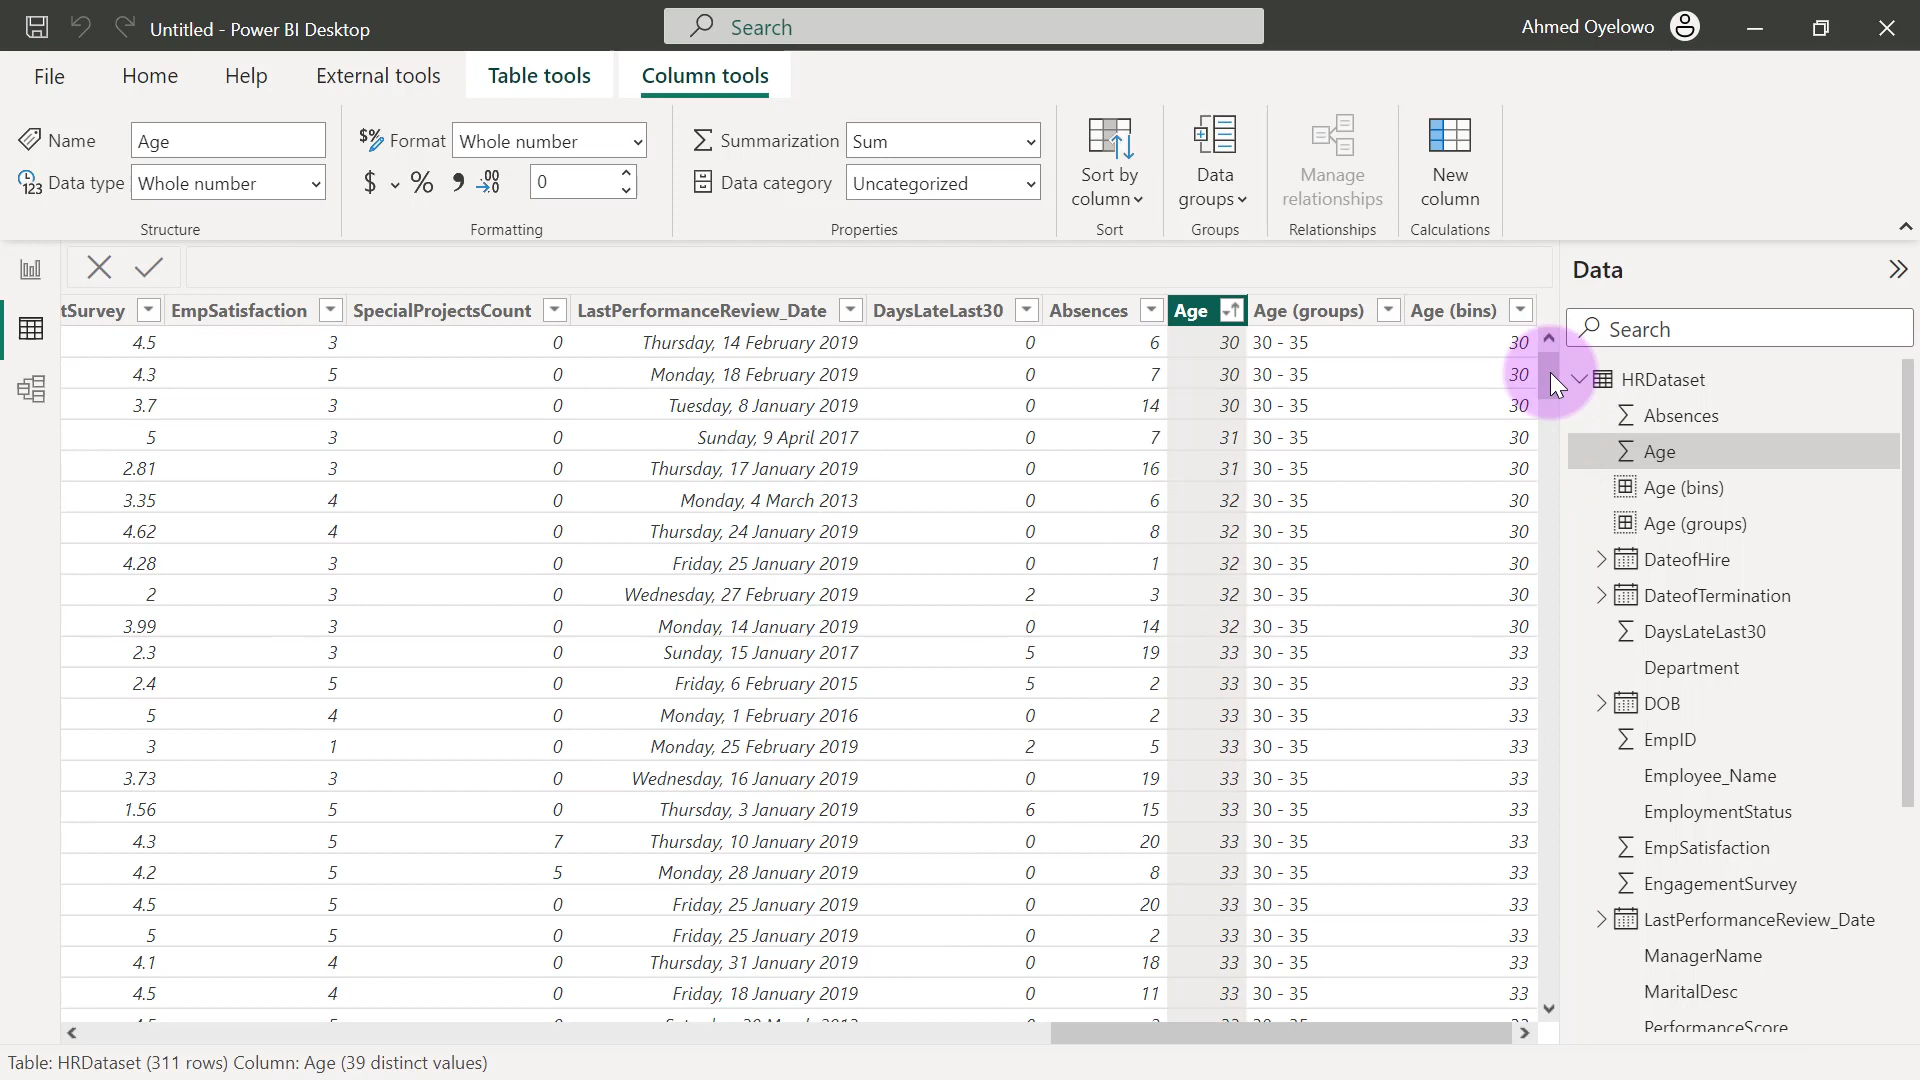 Untitled - Power BI Desktop
Search
Ahmed Oyelowo
File Home Help External tools Table tools Column tools
Name Age
Data type Whole number
Structure
Format Whole number
$ % 0
Formatting
Summarization Sum
Data category Uncategorized
Properties
Sort by column
Sort
Data groups
Groups
Manage relationships
Relationships
New column
Calculations
tSurvey EmpSatisfaction SpecialProjectsCount LastPerformanceReview_Date DaysLateLast30 Absences Age Age (groups) Age (bins)
4.5 3 0 Thursday, 14 February 2019 0 6 30 30 - 35 30
4.3 5 0 Monday, 18 February 2019 0 7 30 30 - 35 30
3.7 3 0 Tuesday, 8 January 2019 0 14 30 30 - 35 30
5 3 0 Sunday, 9 April 2017 0 7 31 30 - 35 30
2.81 3 0 Thursday, 17 January 2019 0 16 31 30 - 35 30
3.35 4 0 Monday, 4 March 2013 0 6 32 30 - 35 30
4.62 4 0 Thursday, 24 January 2019 0 8 32 30 - 35 30
4.28 3 0 Friday, 25 January 2019 0 1 32 30 - 35 30
2 3 0 Wednesday, 27 February 2019 2 3 32 30 - 35 30
3.99 3 0 Monday, 14 January 2019 0 14 32 30 - 35 30
2.3 3 0 Sunday, 15 January 2017 5 19 33 30 - 35 33
2.4 5 0 Friday, 6 February 2015 5 2 33 30 - 35 33
5 4 0 Monday, 1 February 2016 0 2 33 30 - 35 33
3 1 0 Monday, 25 February 2019 2 5 33 30 - 35 33
3.73 3 0 Wednesday, 16 January 2019 0 19 33 30 - 35 33
1.56 5 0 Thursday, 3 January 2019 6 15 33 30 - 35 33
4.3 5 7 Thursday, 10 January 2019 0 20 33 30 - 35 33
4.2 5 5 Monday, 28 January 2019 0 8 33 30 - 35 33
4.5 5 0 Friday, 25 January 2019 0 20 33 30 - 35 33
5 5 0 Friday, 25 January 2019 0 2 33 30 - 35 33
4.1 4 0 Thursday, 31 January 2019 0 18 33 30 - 35 33
4.5 4 0 Friday, 18 January 2019 0 11 33 30 - 35 33
Data
Search
HRDataset
Absences
Age
Age (bins)
Age (groups)
DateofHire
DateofTermination
DaysLateLast30
Department
DOB
EmpID
Employee_Name
EmploymentStatus
EmpSatisfaction
EngagementSurvey
LastPerformanceReview_Date
ManagerName
MaritalDesc
PerformanceScore
Table: HRDataset (311 rows) Column: Age (39 distinct values)